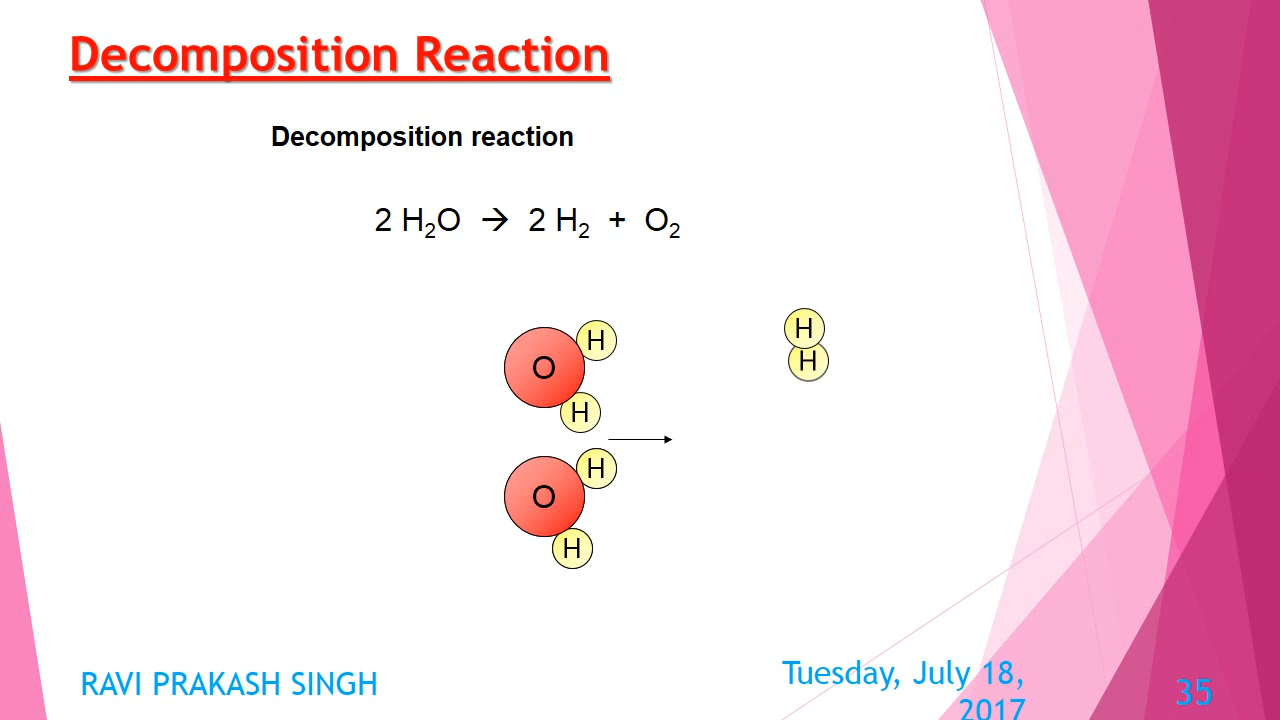 Decomposition Reaction
Decomposition reaction
2 H₂O → 2 H₂ + O₂
H
O
H
H
O
H
H
H
RAVI PRAKASH SINGH
Tuesday, July 18,
2017
35